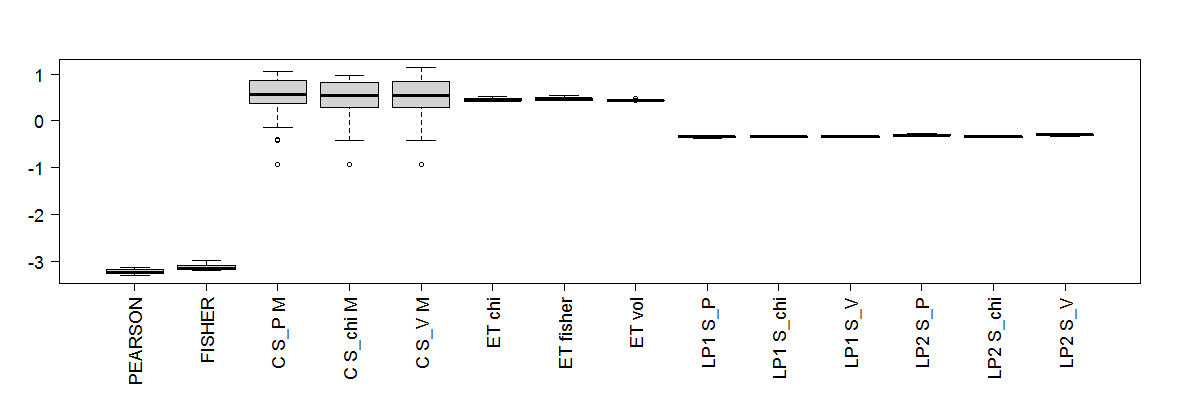 1
0
-1
-2
-3
PEARSON
FISHER
C S_P M
C S_chi M
C S_V M
ET chi
ET fisher
ET vol
LP1 S_P
LP1 S_chi
LP1 S_V
LP2 S_P
LP2 S_chi
LP2 S_V